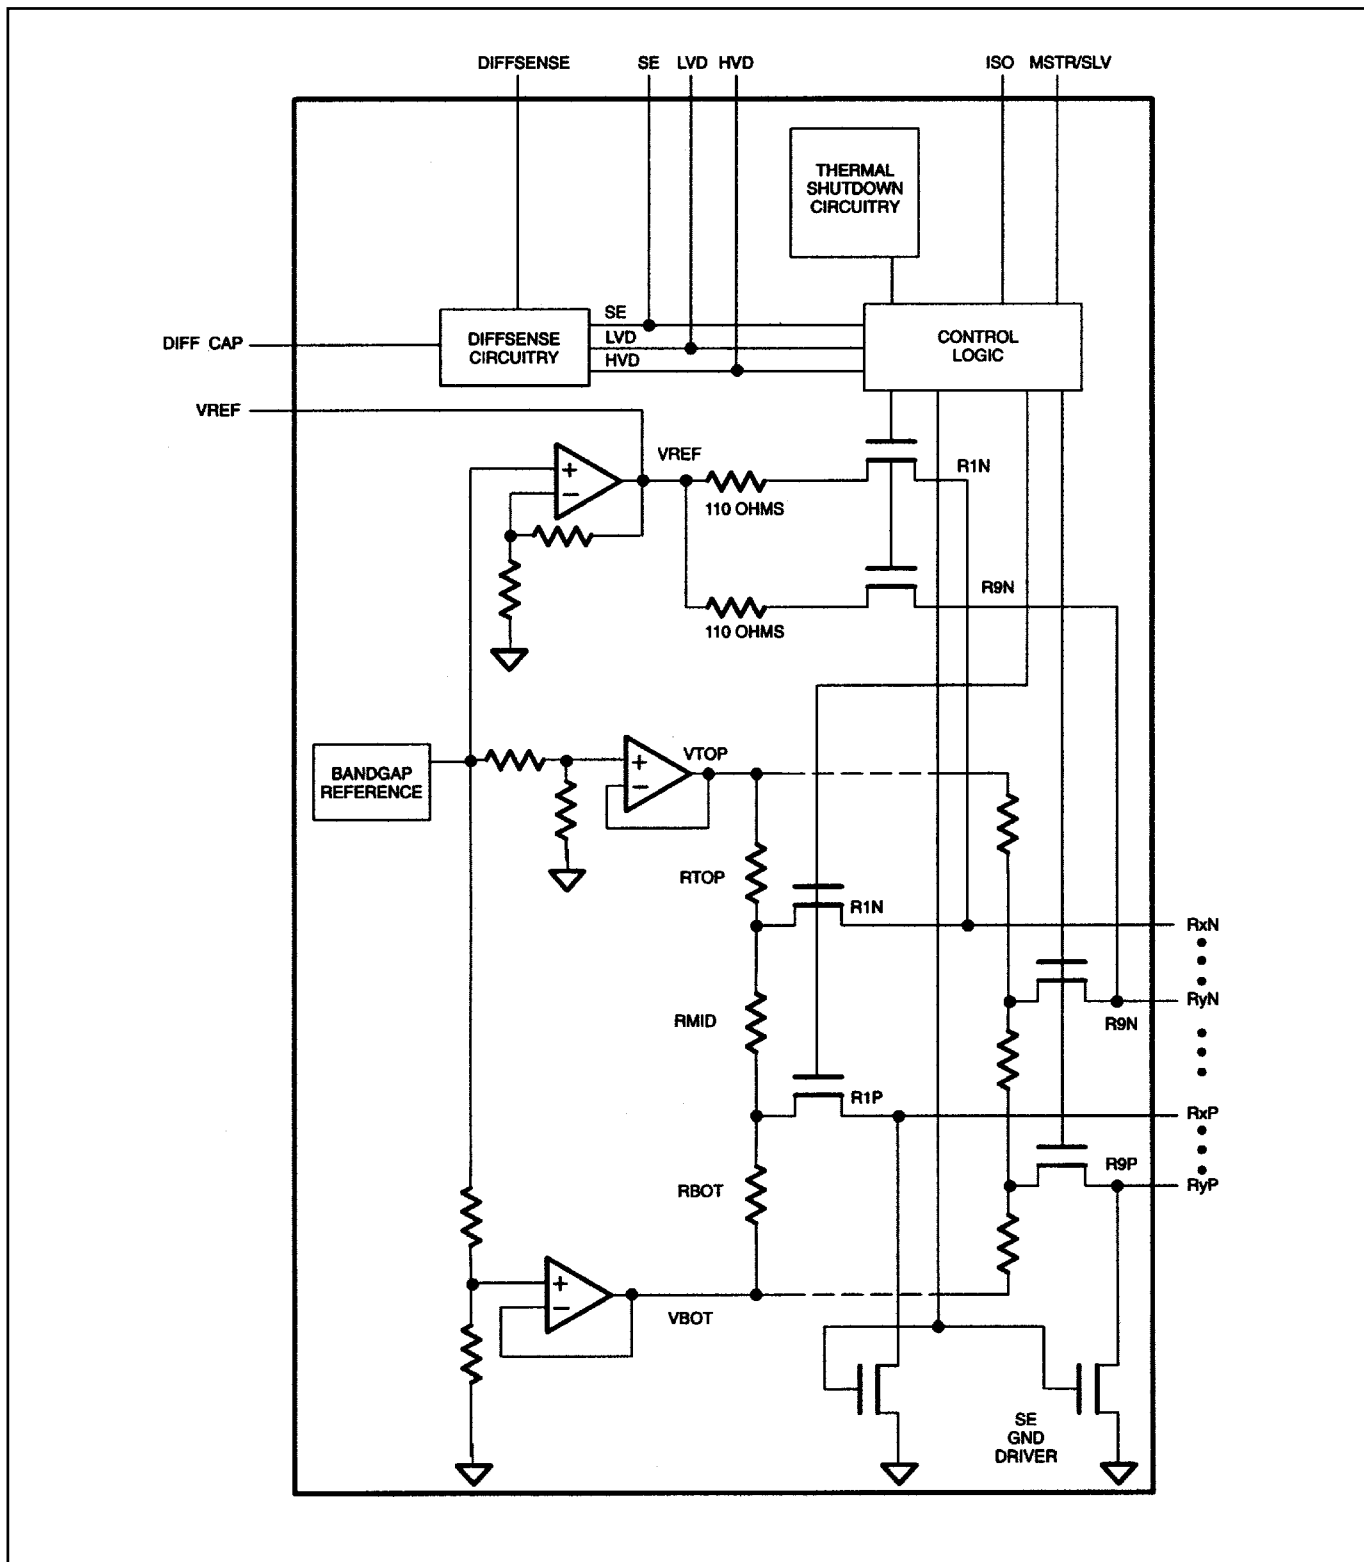 DIFFSENSE SE LVD HVD ISO MSTR/SLV
THERMAL
SHUTDOWN
CIRCUITRY
SE
LVD
HVD
DIFF CAP
DIFFSENSE
CIRCUITRY
CONTROL
LOGIC
VREF
VREF
R1N
+
−
110 OHMS
R9N
110 OHMS
BANDGAP
REFERENCE
VTOP
+
−
RTOP
R1N
RxN
RyN
R9N
RMID
R1P
RxP
R9P
RyP
RBOT
+
−
VBOT
SE
GND
DRIVER